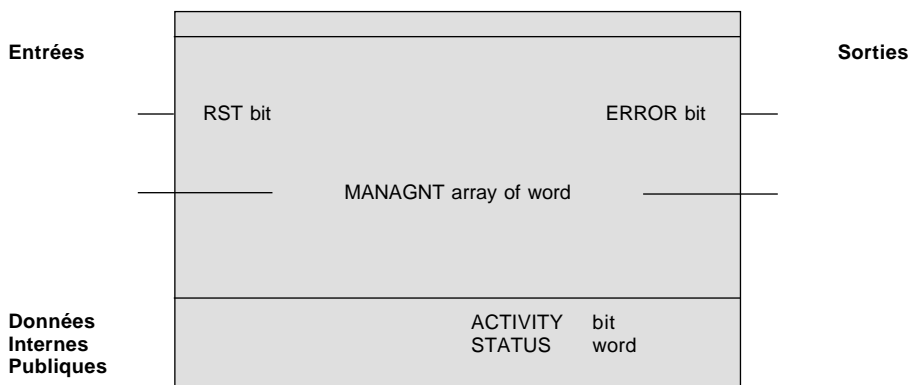 Entrées
Sorties
RST bit
ERROR bit
MANAGNT array of word
Données
Internes
Publiques
ACTIVITY bit
STATUS word